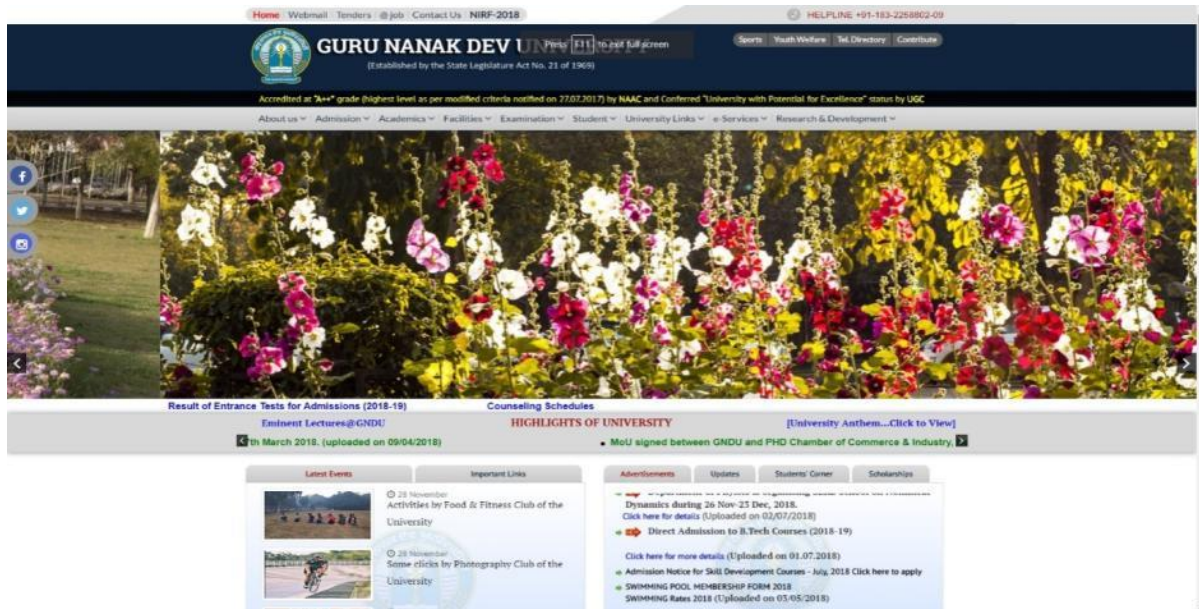 Home Webmail Tenders @job Contact Us NIRF-2018
HELPLINE +91-183-2258802-09
GURU NANAK DEV UNIVERSITY
Press F11 to exit full screen
Sports Youth Welfare Tel. Directory Contribute
(Established by the State Legislature Act No. 21 of 1969)
Accredited at "A++" grade (highest level as per modified criteria notified on 27.07.2017) by NAAC and Conferred "University with Potential for Excellence" status by UGC
About us Admission Academics Facilities Examination Student University Links e-Services Research & Development
Result of Entrance Tests for Admissions (2018-19) Counseling Schedules
Eminent Lectures@GNDU HIGHLIGHTS OF UNIVERSITY [University Anthem...Click to View]
th March 2018. (uploaded on 09/04/2018) • MoU signed between GNDU and PHD Chamber of Commerce & Industry,
Latest Events Important Links
Advertisements Updates Students' Corner Scholarships
28 November
Activities by Food & Fitness Club of the
University
28 November
Some clicks by Photography Club of the
University
Dynamics during 26 Nov-23 Dec, 2018.
Click here for details (Uploaded on 02/07/2018)
Direct Admission to B.Tech Courses (2018-19)
Click here for more details (Uploaded on 01.07.2018)
Admission Notice for Skill Development Courses - July, 2018 Click here to apply
SWIMMING POOL MEMBERSHIP FORM 2018
SWIMMING Rates 2018 (Uploaded on 03/05/2018)